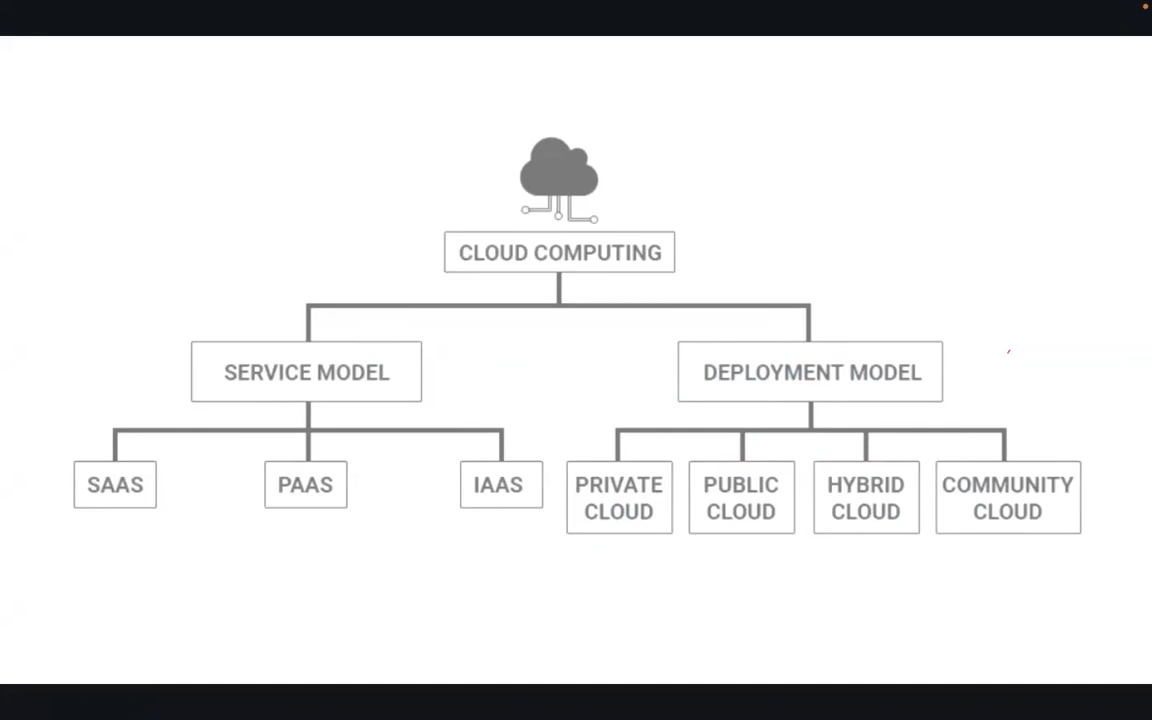 CLOUD COMPUTING
SERVICE MODEL
DEPLOYMENT MODEL
SAAS
PAAS
IAAS
PRIVATE
CLOUD
PUBLIC
CLOUD
HYBRID
CLOUD
COMMUNITY
CLOUD